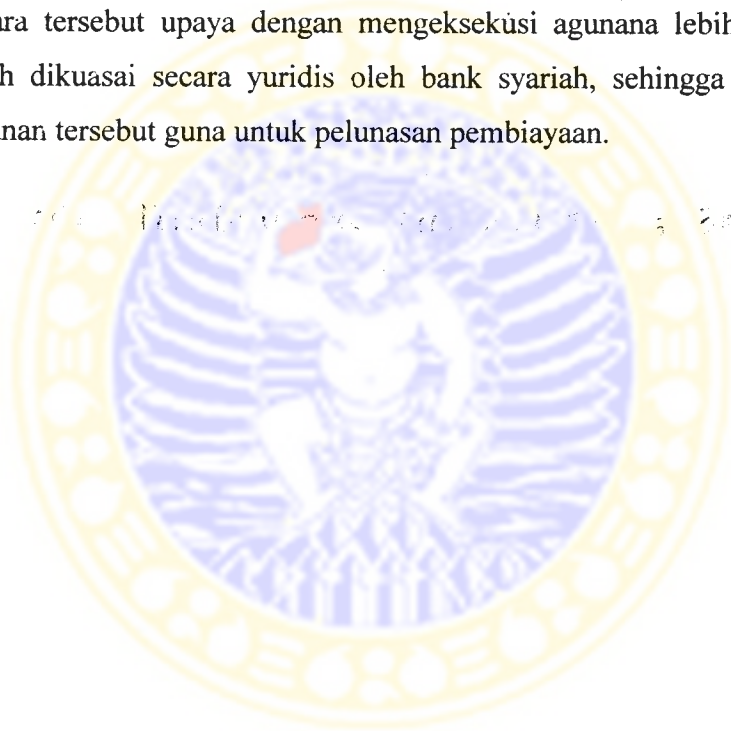 ara tersebut upaya dengan mengeksekusi agunana lebih
h dikuasai secara yuridis oleh bank syariah, sehingga
nan tersebut guna untuk pelunasan pembiayaan.